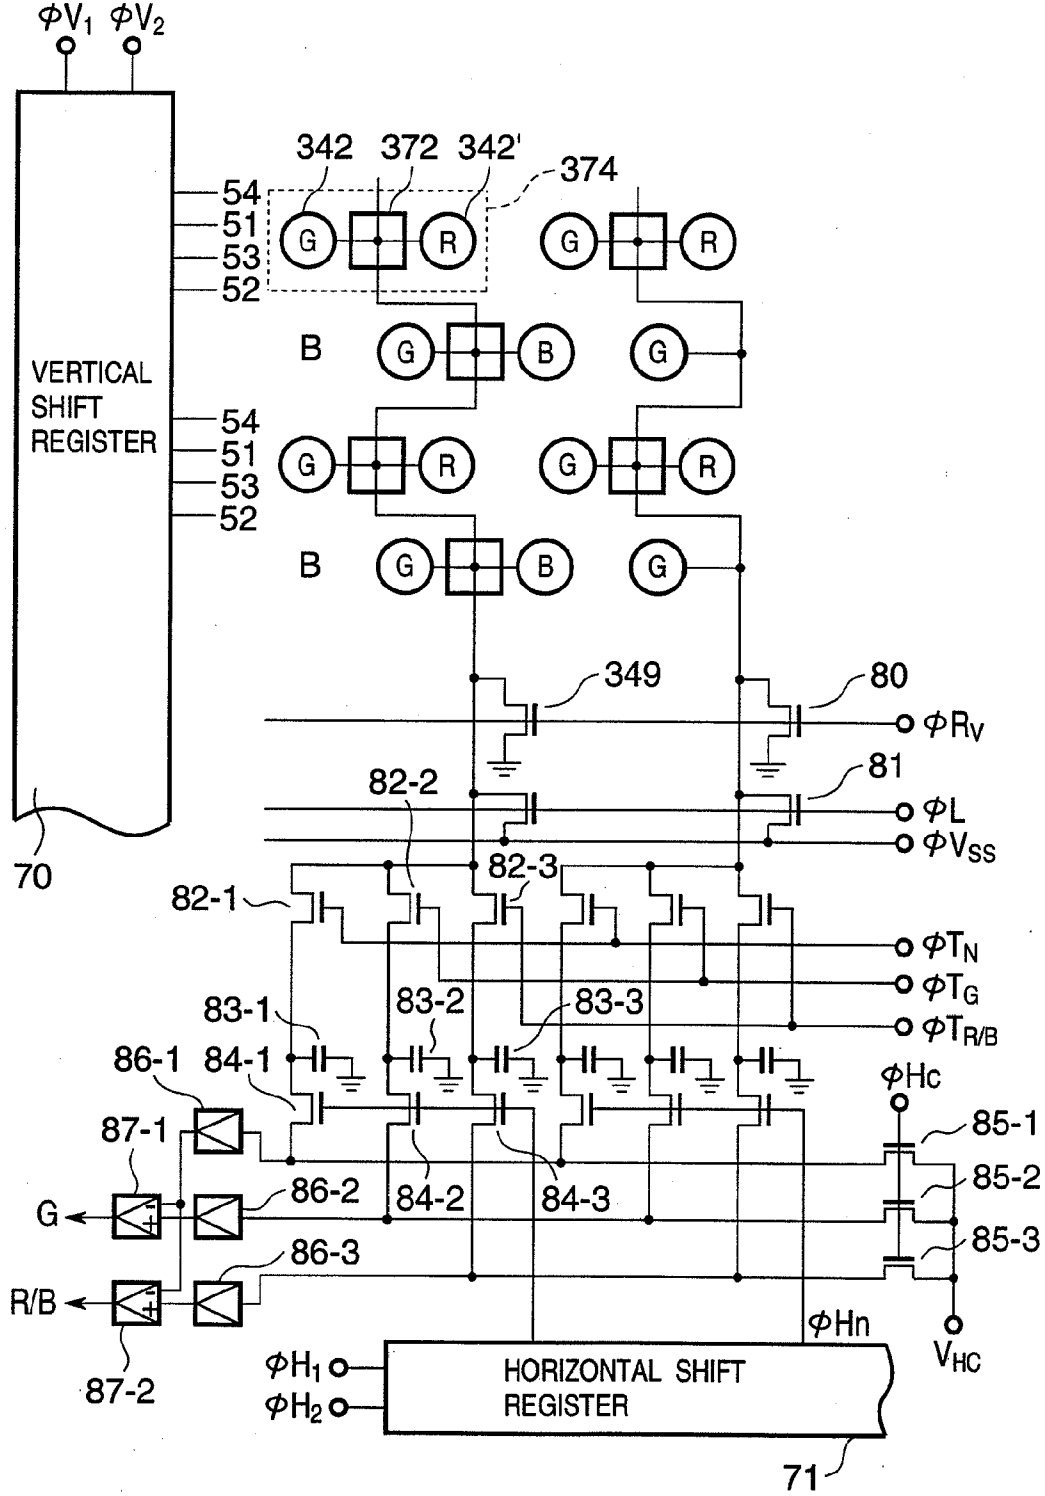 ϕV1 ϕV2
342 372 342' 374
54
51
53
52
G R G R
B G B G
VERTICAL
SHIFT
REGISTER
54
51
53
52
G R G R
B G B G
349 80
ϕRV
82-2 81
ϕL
ϕVSS
70
82-1 82-3
ϕTN
ϕTG
83-1 83-2 83-3
ϕTR/B
86-1 84-1
ϕHC
87-1 85-1
86-2 84-2 84-3 85-2
G - +
86-3 85-3
R/B - +
ϕHn
VHC
87-2
ϕH1
ϕH2
HORIZONTAL SHIFT
REGISTER
71